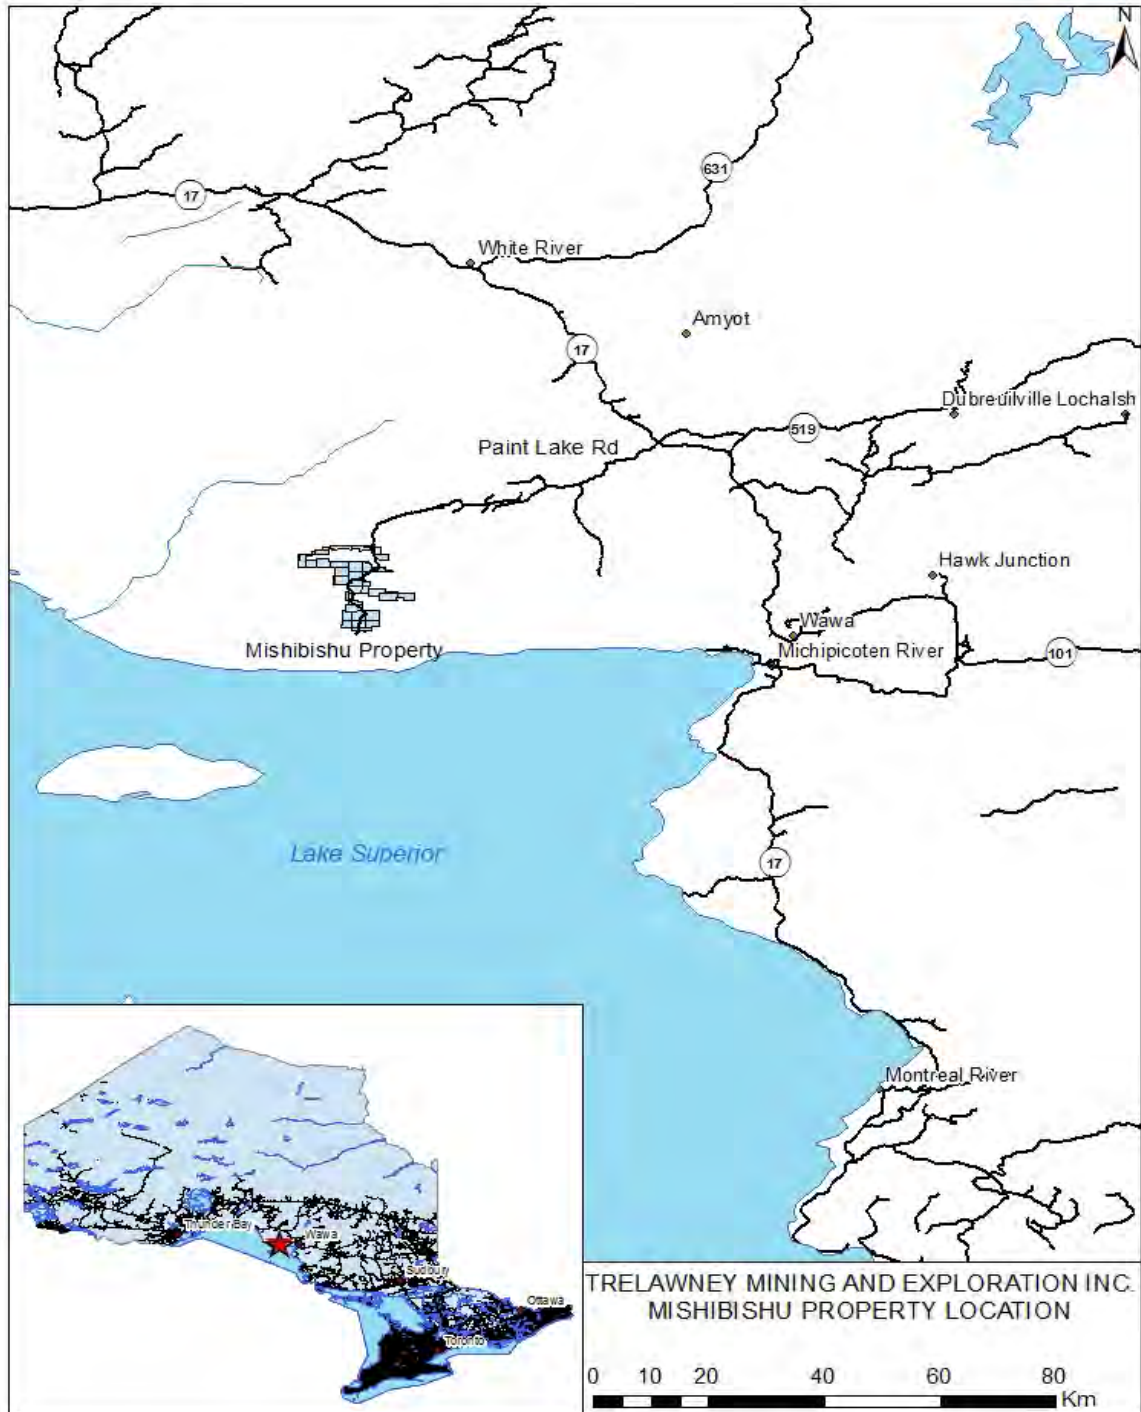 N
631
17
White River
Amyot
17
Dubreuilville Lochalsh
519
Paint Lake Rd
Hawk Junction
Wawa
Mishibishu Property
Michipicoten River
101
Lake Superior
17
Montreal River
Thunder Bay
Wawa
Sudbury
Ottawa
Toronto
TRELAWNEY MINING AND EXPLORATION INC.
MISHIBISHU PROPERTY LOCATION
0 10 20 40 60 80
Km